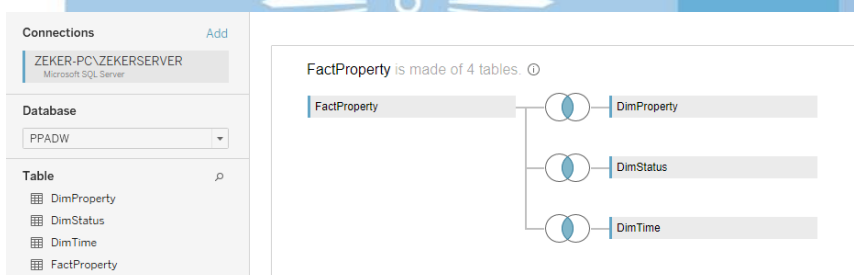 Connections Add
ZEKER-PC\ZEKERSERVER
Microsoft SQL Server
Database
PPADW
Table
DimProperty
DimStatus
DimTime
FactProperty
FactProperty is made of 4 tables.
FactProperty
DimProperty
DimStatus
DimTime